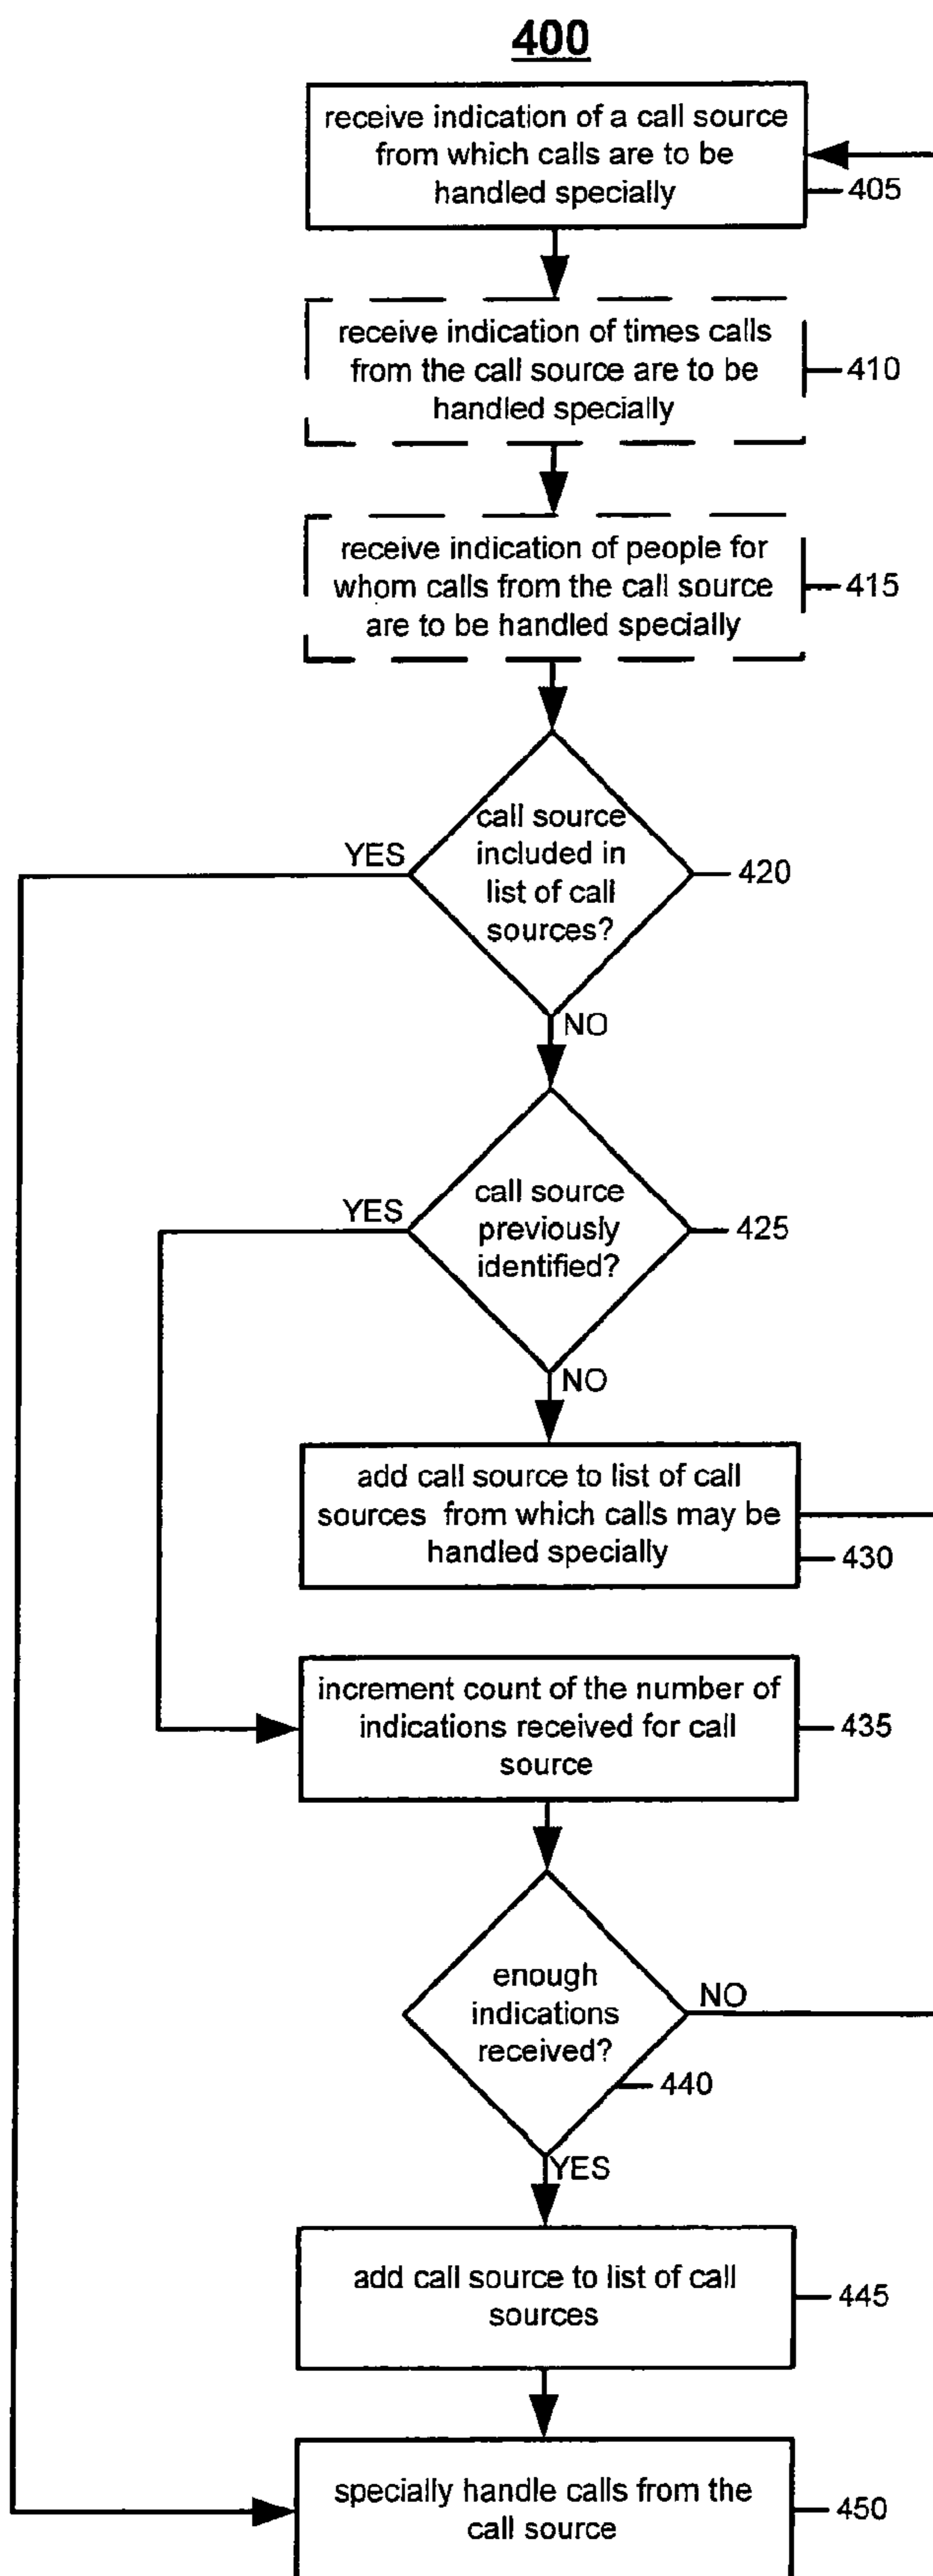 400
receive indication of a call source
from which calls are to be
handled specially
405
receive indication of times calls
from the call source are to be
handled specially
410
receive indication of people for
whom calls from the call source
are to be handled specially
415
call source
included in
list of call
sources?
YES
420
NO
call source
previously
identified?
YES
425
NO
add call source to list of call
sources from which calls may be
handled specially
430
increment count of the number of
indications received for call
source
435
enough
indications
received?
NO
440
YES
add call source to list of call
sources
445
specially handle calls from the
call source
450